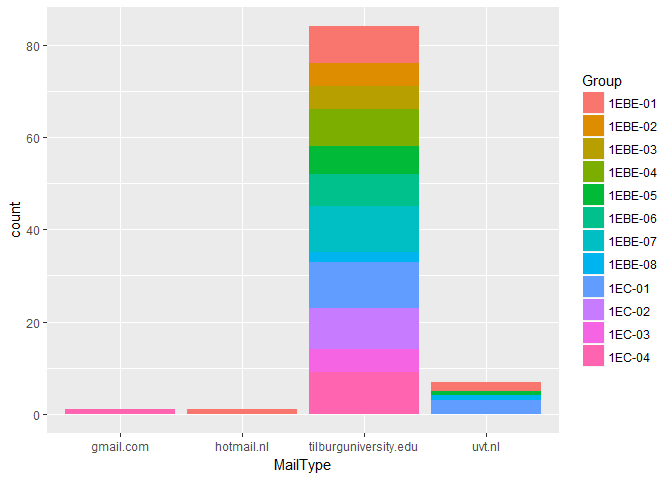 80
60
40
20
0
count
gmail.com
hotmail.nl
tilburguniversity.edu
uvt.nl
MailType
Group
1EBE-01
1EBE-02
1EBE-03
1EBE-04
1EBE-05
1EBE-06
1EBE-07
1EBE-08
1EC-01
1EC-02
1EC-03
1EC-04